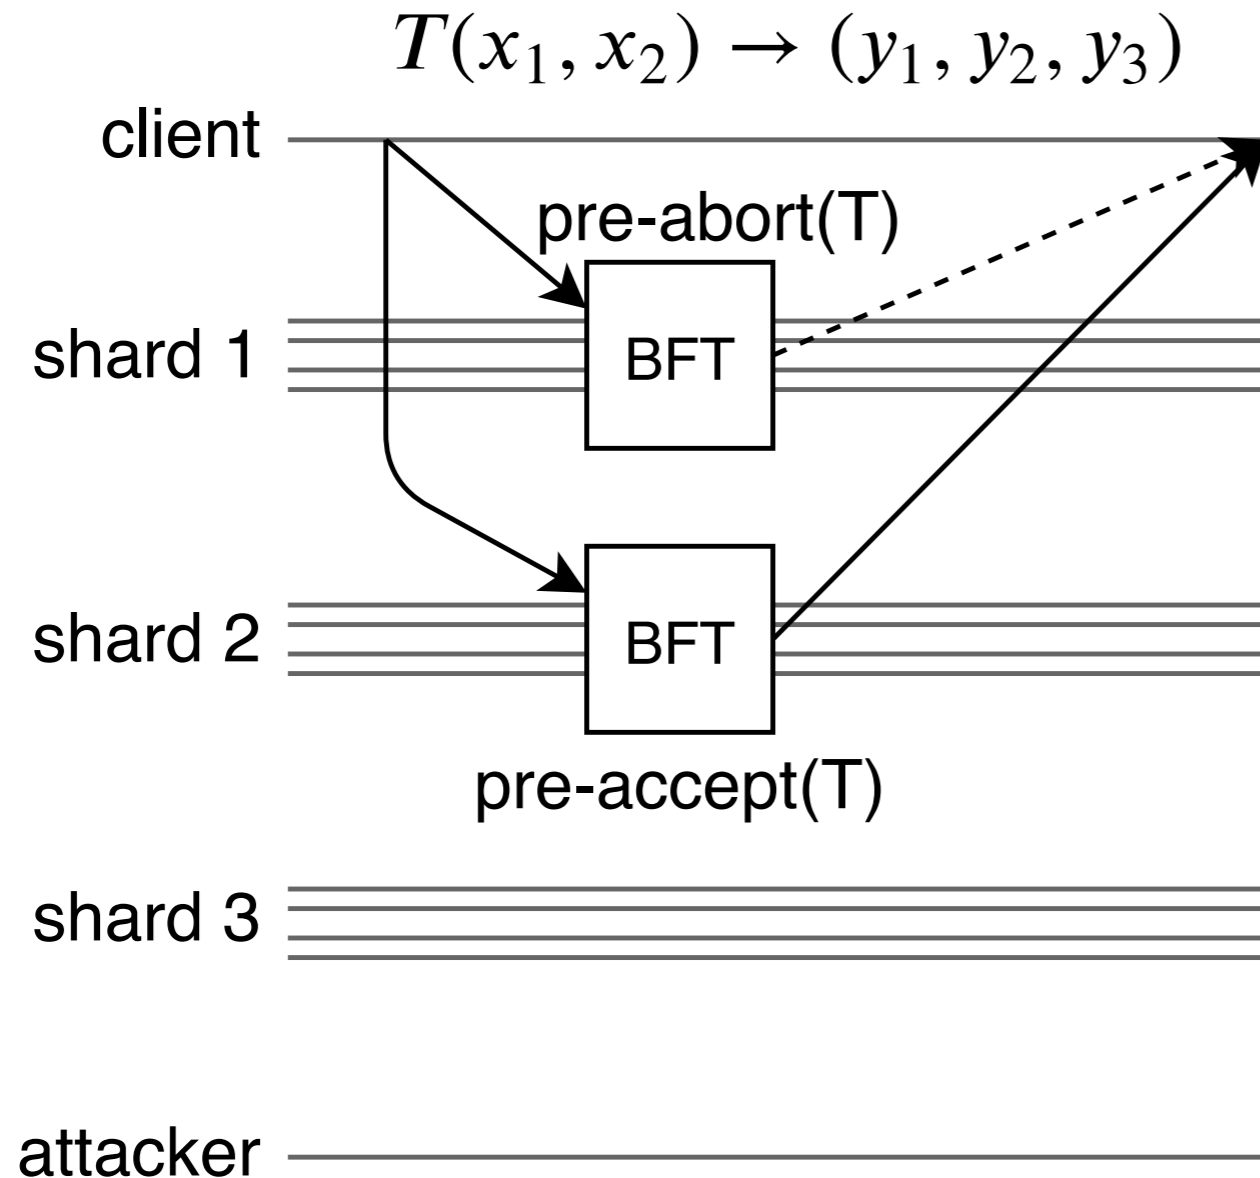 T(x₁, x₂) → (y₁, y₂, y₃)
client
pre-abort(T)
shard 1
BFT
shard 2
BFT
pre-accept(T)
shard 3
attacker